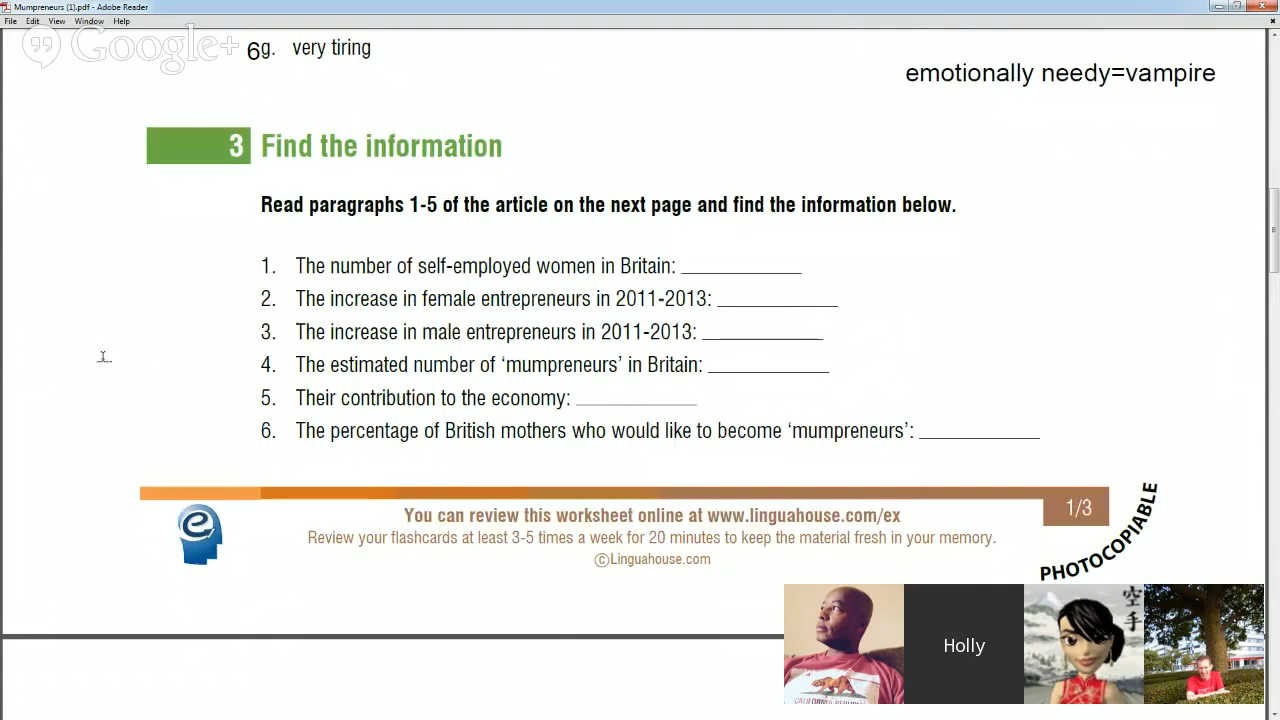 Mumpreneurs (1).pdf - Adobe Reader
File Edit View Window Help
Google+
6g. very tiring
emotionally needy=vampire
3 Find the information
Read paragraphs 1-5 of the article on the next page and find the information below.
1. The number of self-employed women in Britain: ____________
2. The increase in female entrepreneurs in 2011-2013: ____________
3. The increase in male entrepreneurs in 2011-2013: ____________
4. The estimated number of ‘mumpreneurs’ in Britain: ____________
5. Their contribution to the economy: ____________
6. The percentage of British mothers who would like to become ‘mumpreneurs’: ____________
You can review this worksheet online at www.linguahouse.com/ex
1/3
Review your flashcards at least 3-5 times a week for 20 minutes to keep the material fresh in your memory.
©Linguahouse.com
PHOTOCOPIABLE
Holly
空手
CALIFORNIA REPUBLIC